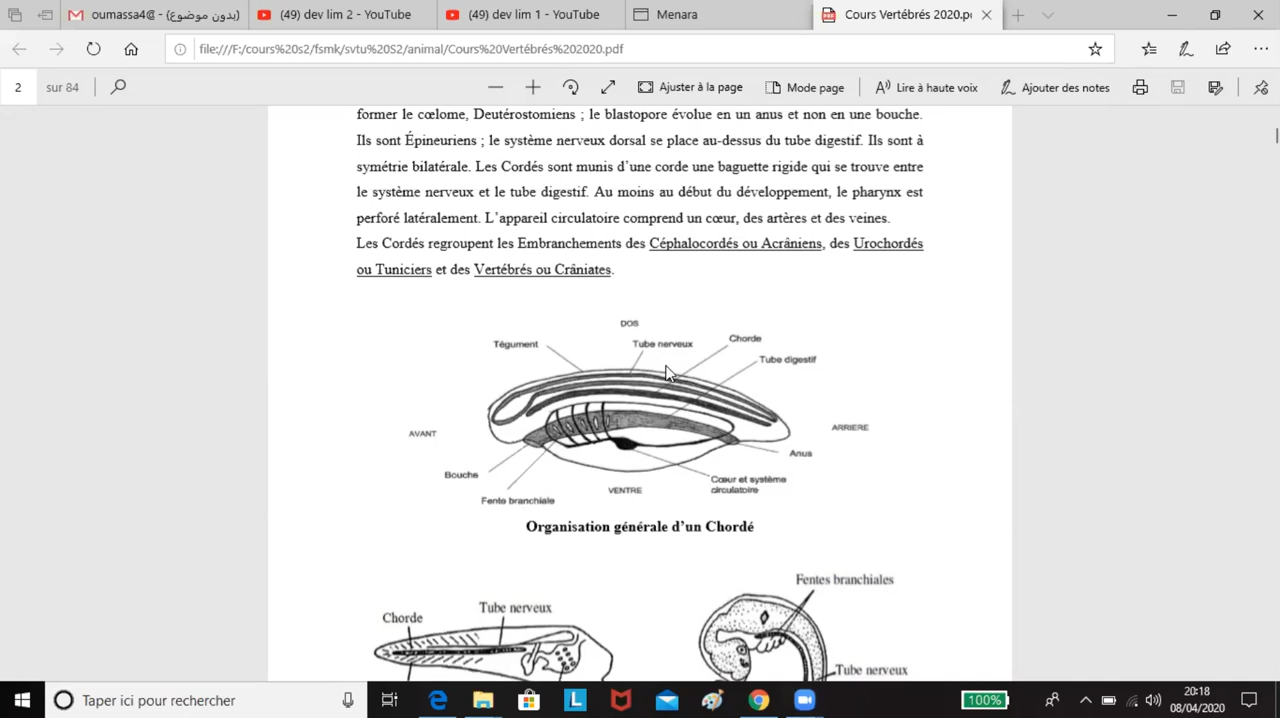 oumassa4@ - (بدون موضوع)
(49) dev lim 2 - YouTube
(49) dev lim 1 - YouTube
Menara
Cours Vertébrés 2020.p
file:///F:/cours%20s2/fsmk/svtu%20S2/animal/Cours%20Vertébrés%202020.pdf
2 sur 84
Ajuster à la page
Mode page
Lire à haute voix
Ajouter des notes
former le cœlome, Deutérostomiens ; le blastopore évolue en un anus et non en une bouche.
Ils sont Épineuriens ; le système nerveux dorsal se place au-dessus du tube digestif. Ils sont à
symétrie bilatérale. Les Cordés sont munis d’une corde une baguette rigide qui se trouve entre
le système nerveux et le tube digestif. Au moins au début du développement, le pharynx est
perforé latéralement. L’appareil circulatoire comprend un cœur, des artères et des veines.
Les Cordés regroupent les Embranchements des Céphalocordés ou Acrâniens, des Urochordés
ou Tuniciers et des Vertébrés ou Crâniates.
DOS
Tégument
Tube nerveux
Chorde
Tube digestif
AVANT
ARRIERE
Anus
Bouche
Cœur et système
circulatoire
VENTRE
Fente branchiale
Organisation générale d’un Chordé
Fentes branchiales
Tube nerveux
Chorde
Tube nerveux
Taper ici pour rechercher
100%
20:18
08/04/2020